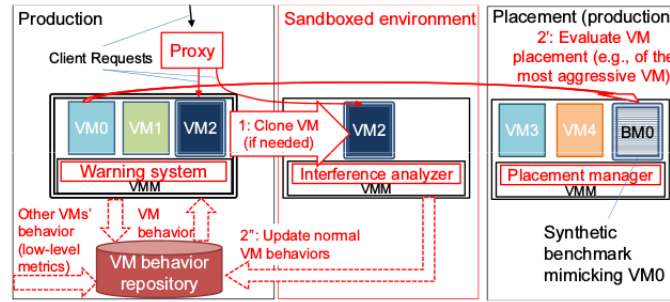 Production
Sandboxed environment
Placement (production
Client Requests
Proxy
2': Evaluate VM
placement (e.g., of the
most aggressive VM)
VM0
VM1
VM2
1: Clone VM
(if needed)
VM2
VM3
VM4
BM0
Warning system
VMM
Interference analyzer
VMM
Placement manager
VMM
Other VMs'
behavior
(low-level
metrics)
VM
behavior
2": Update normal
VM behaviors
VM behavior
repository
Synthetic
benchmark
mimicking VM0